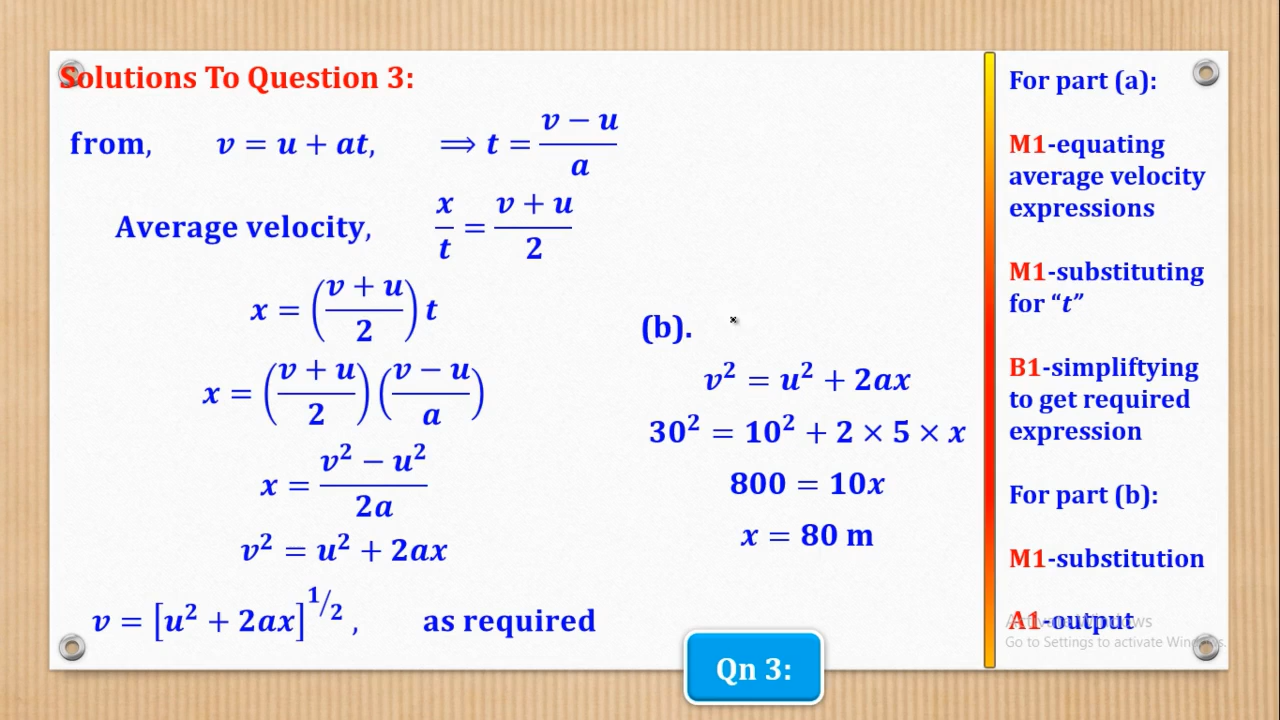 Solutions To Question 3:
from, v = u + at, ⟹ t = (v − u)/a
Average velocity, x/t = (v + u)/2
x = ((v + u)/2) t
x = ((v + u)/2)((v − u)/a)
x = (v² − u²)/2a
v² = u² + 2ax
v = [u² + 2ax]^1/2 , as required
(b).
v² = u² + 2ax
30² = 10² + 2 × 5 × x
800 = 10x
x = 80 m
Qn 3:
For part (a):
M1-equating
average velocity
expressions
M1-substituting
for “t”
B1-simpliftying
to get required
expression
For part (b):
M1-substitution
A1-output
Activate Windows
Go to Settings to activate Windows.